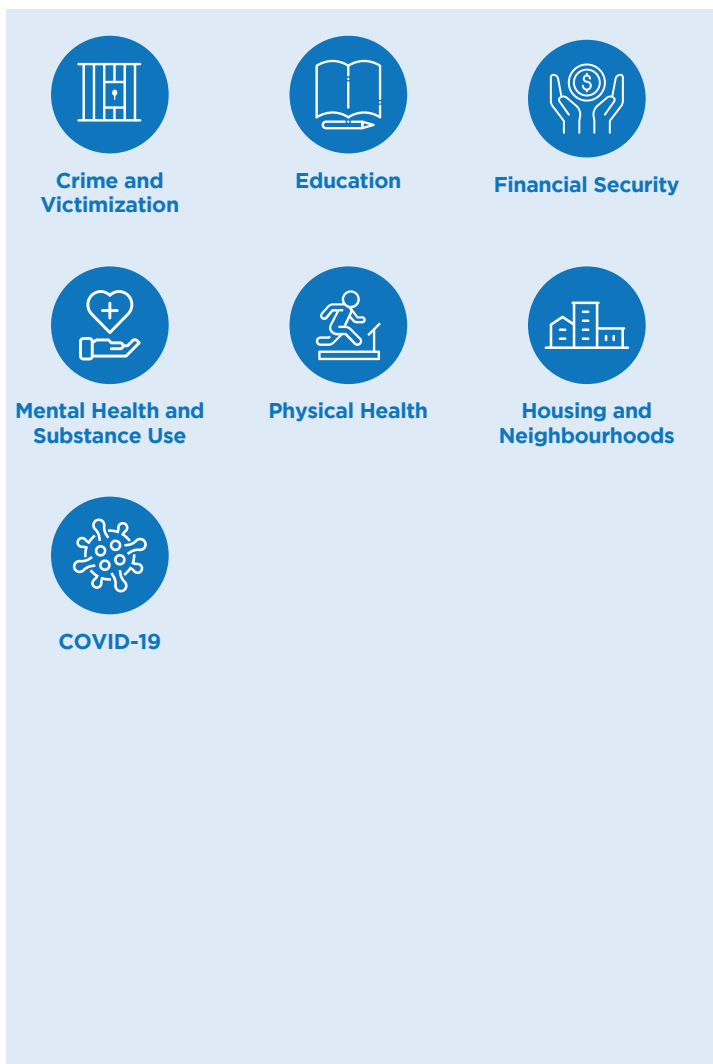 Crime and
Victimization
Education
Financial Security
Mental Health and
Substance Use
Physical Health
Housing and
Neighbourhoods
COVID-19